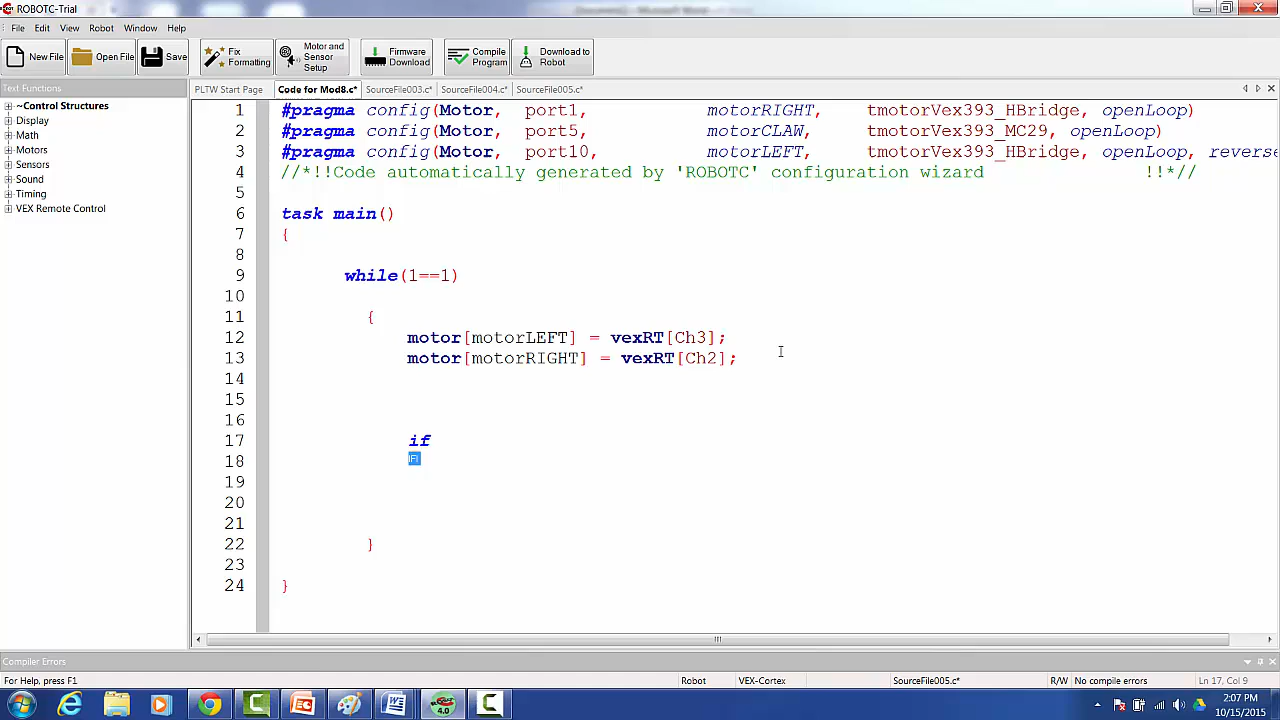 ROBOTC-Trial
File Edit View Robot Window Help
New File Open File Save Fix Formatting Motor and Sensor Setup Firmware Download Compile Program Download to Robot
Text Functions
PLTW Start Page Code for Mod8.c* SourceFile003.c* SourceFile004.c* SourceFile005.c*
~Control Structures
Display
Math
Motors
Sensors
Sound
Timing
VEX Remote Control
1 #pragma config(Motor, port1, motorRIGHT, tmotorVex393_HBridge, openLoop)
2 #pragma config(Motor, port5, motorCLAW, tmotorVex393_MC29, openLoop)
3 #pragma config(Motor, port10, motorLEFT, tmotorVex393_HBridge, openLoop, reverse
4 //*!!Code automatically generated by 'ROBOTC' configuration wizard !!*//
5
6 task main()
7 {
8
9 while(1==1)
10
11 {
12 motor[motorLEFT] = vexRT[Ch3];
13 motor[motorRIGHT] = vexRT[Ch2];
14
15
16
17 if
18
19
20
21
22 }
23
24 }
Compiler Errors
For Help, press F1 Robot VEX-Cortex SourceFile005.c* R/W No compile errors Ln 17, Col 9
4.0
2:07 PM
10/15/2015